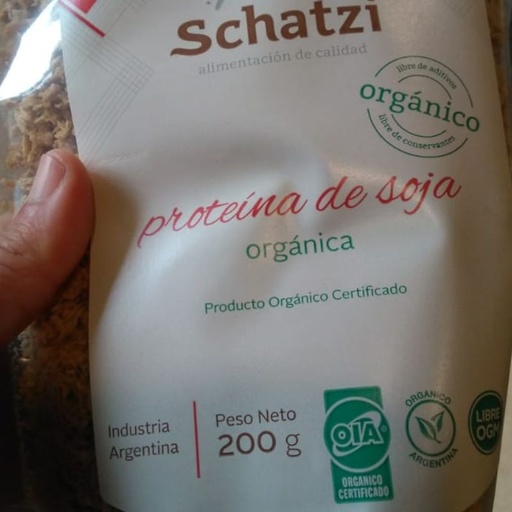 Schatzi
alimentación de calidad
libre de aditivos
orgánico
libre de conservantes
proteína de soja
orgánica
Producto Orgánico Certificado
Industria
Argentina
Peso Neto
200 g
OIA
ORGANICO
CERTIFICADO
ORGANICO
ARGENTINA
LIBRE
OGM